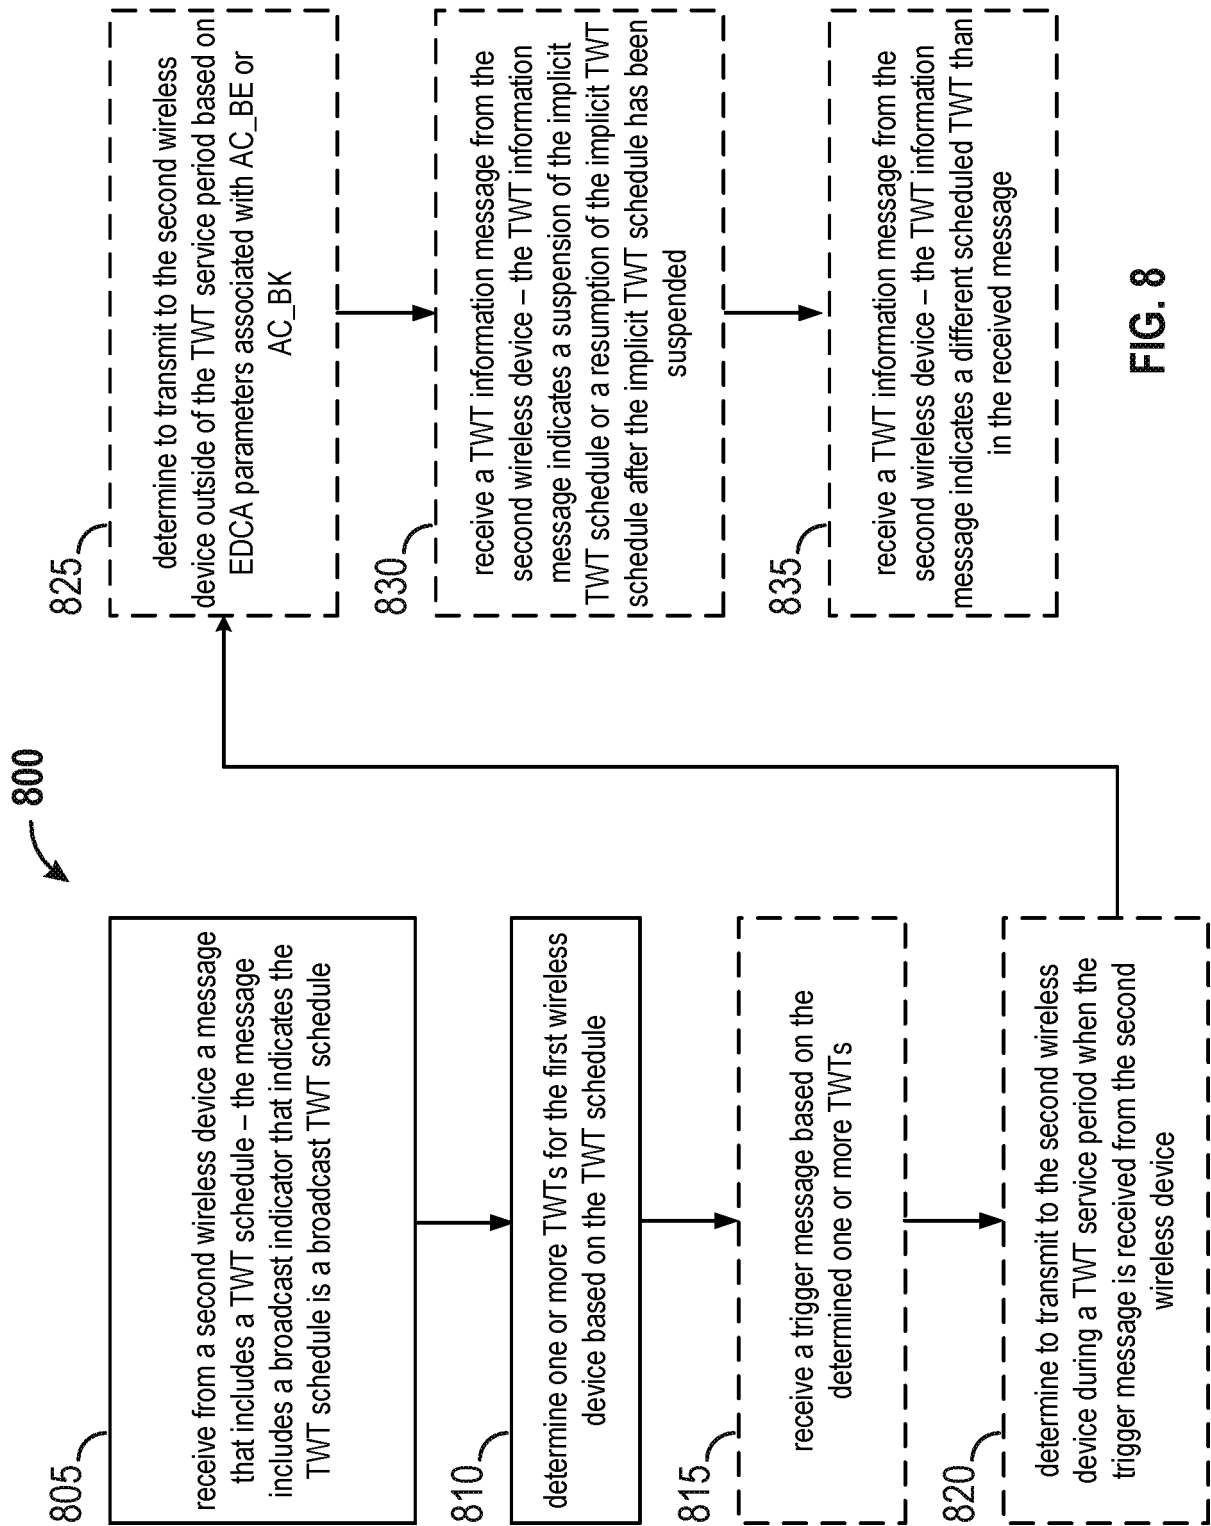 800
805
receive from a second wireless device a message
that includes a TWT schedule – the message
includes a broadcast indicator that indicates the
TWT schedule is a broadcast TWT schedule
810
determine one or more TWTs for the first wireless
device based on the TWT schedule
815
receive a trigger message based on the
determined one or more TWTs
820
determine to transmit to the second wireless
device during a TWT service period when the
trigger message is received from the second
wireless device
825
determine to transmit to the second wireless
device outside of the TWT service period based on
EDCA parameters associated with AC_BE or
AC_BK
830
receive a TWT information message from the
second wireless device – the TWT information
message indicates a suspension of the implicit
TWT schedule or a resumption of the implicit TWT
schedule after the implicit TWT schedule has been
suspended
835
receive a TWT information message from the
second wireless device – the TWT information
message indicates a different scheduled TWT than
in the received message
FIG. 8